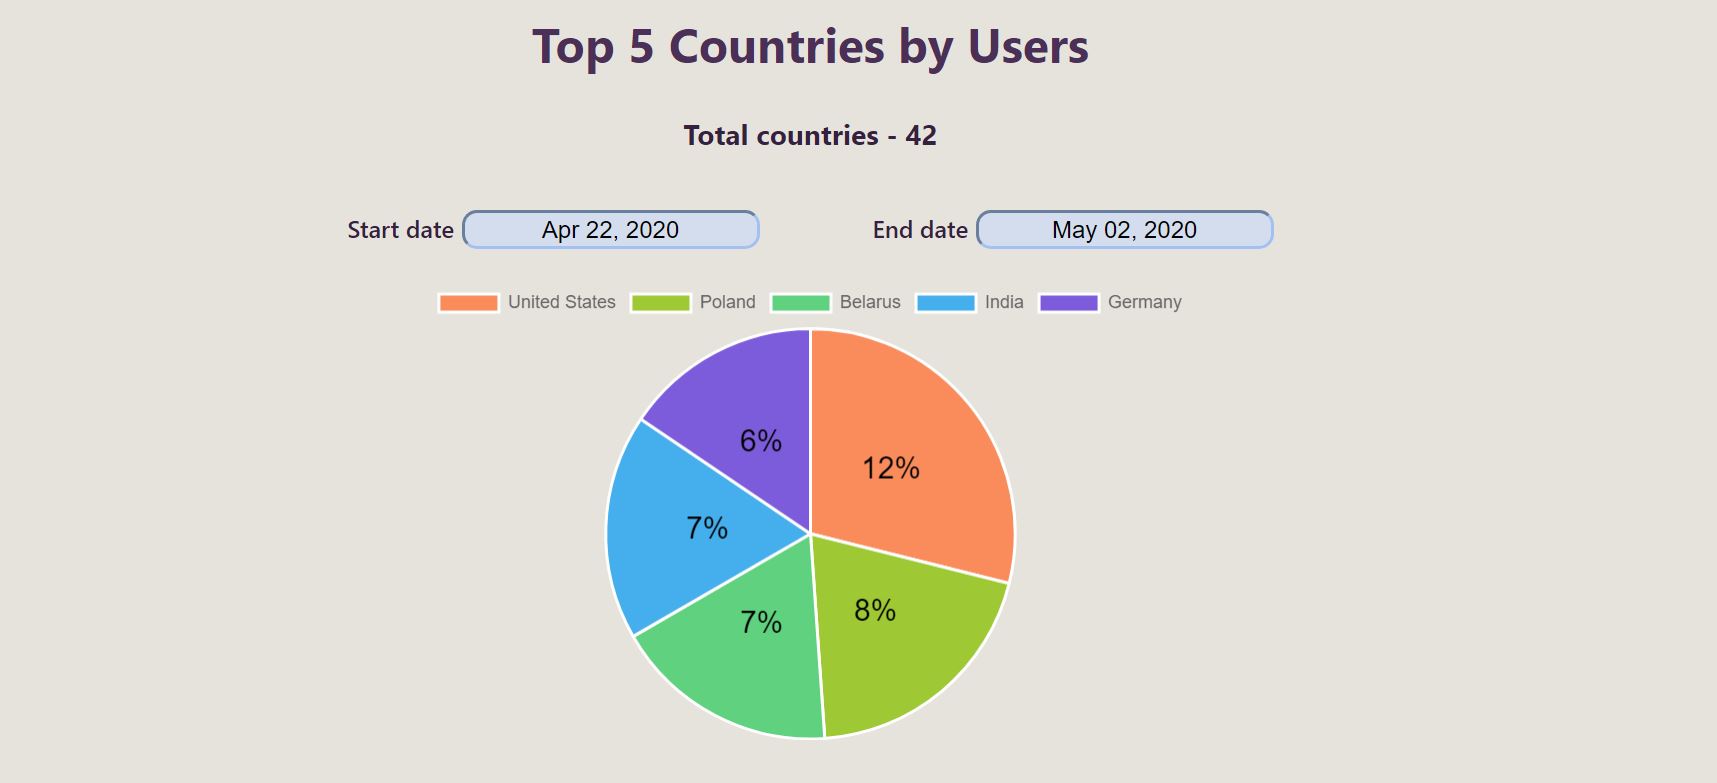 Top 5 Countries by Users
Total countries - 42
Start date Apr 22, 2020 End date May 02, 2020
United States Poland Belarus India Germany
6%
12%
7%
8%
7%